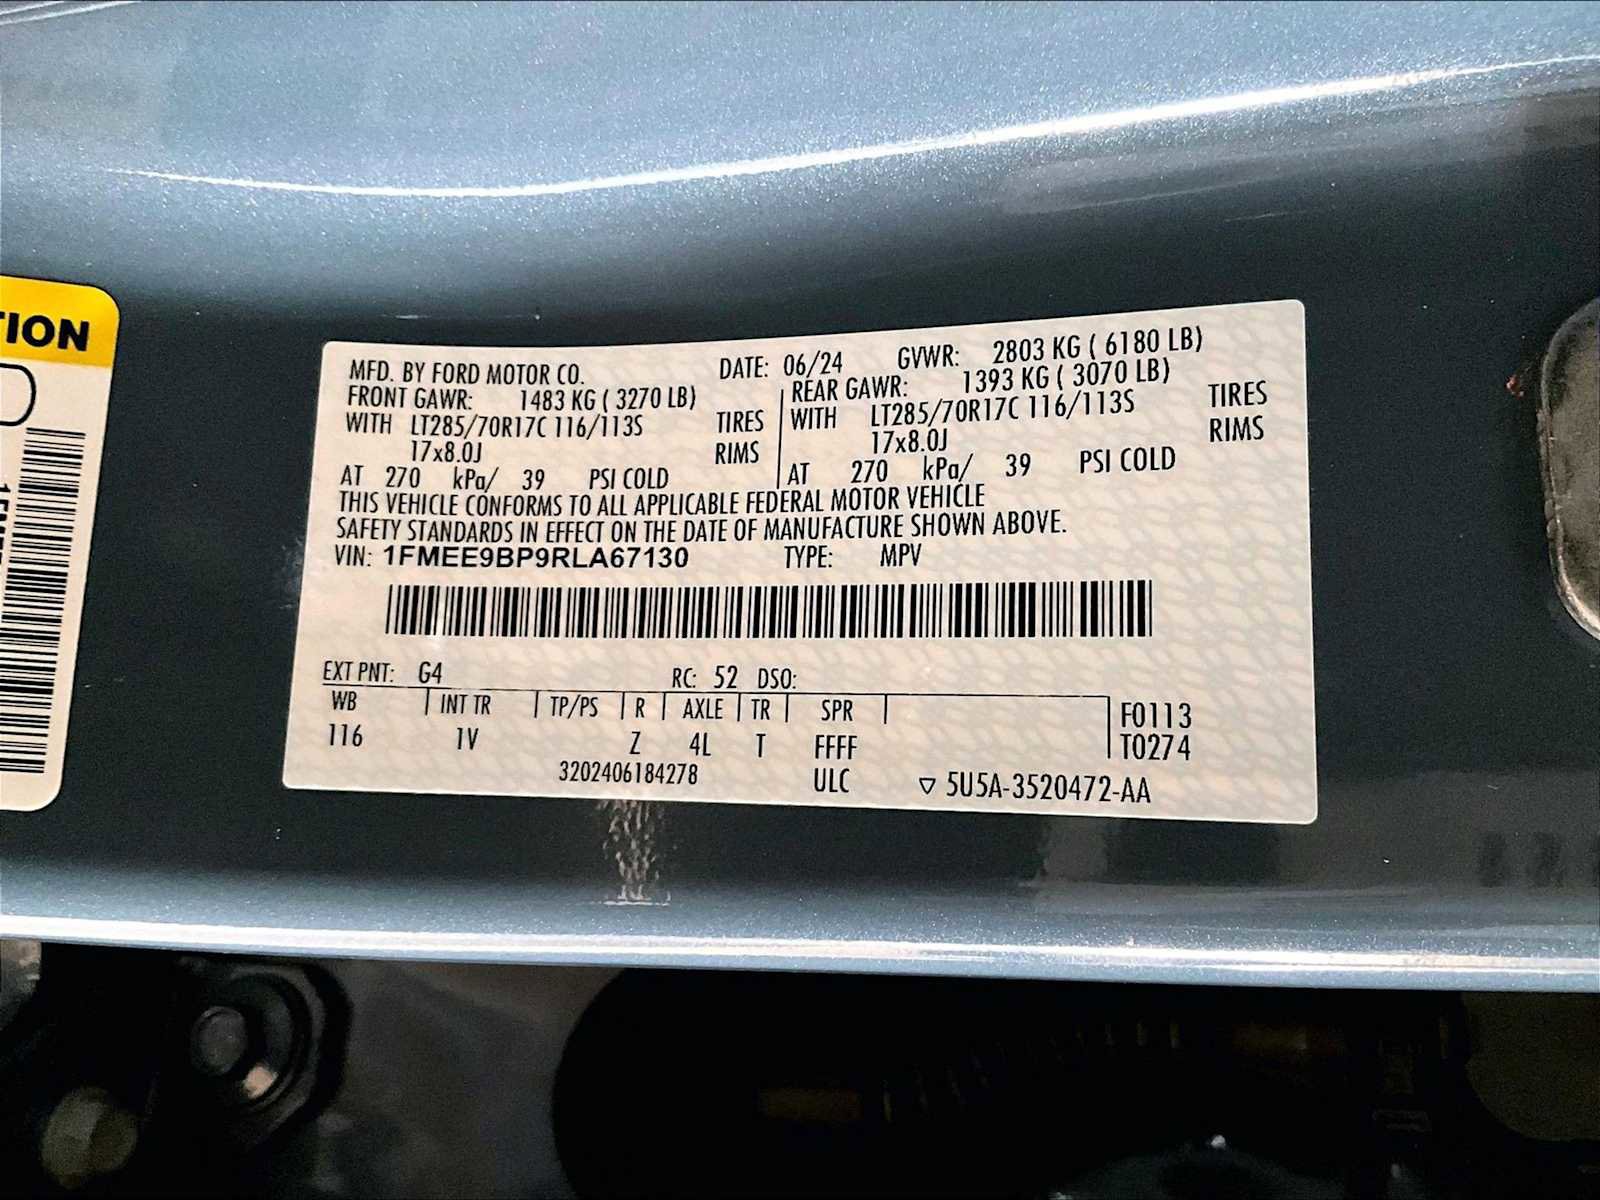 TION
MFD. BY FORD MOTOR CO. DATE: 06/24 GVWR: 2803 KG ( 6180 LB)
FRONT GAWR: 1483 KG ( 3270 LB) REAR GAWR: 1393 KG ( 3070 LB)
WITH LT285/70R17C 116/113S TIRES WITH LT285/70R17C 116/113S TIRES
17x8.0J RIMS 17x8.0J RIMS
AT 270 kPa/ 39 PSI COLD AT 270 kPa/ 39 PSI COLD
THIS VEHICLE CONFORMS TO ALL APPLICABLE FEDERAL MOTOR VEHICLE
SAFETY STANDARDS IN EFFECT ON THE DATE OF MANUFACTURE SHOWN ABOVE.
VIN: 1FMEE9BP9RLA67130 TYPE: MPV
EXT PNT: G4 RC: 52 DSO:
WB INT TR TP/PS R AXLE TR SPR F0113
116 1V Z 4L T FFFF T0274
3202406184278 ULC ▽ 5U5A-3520472-AA